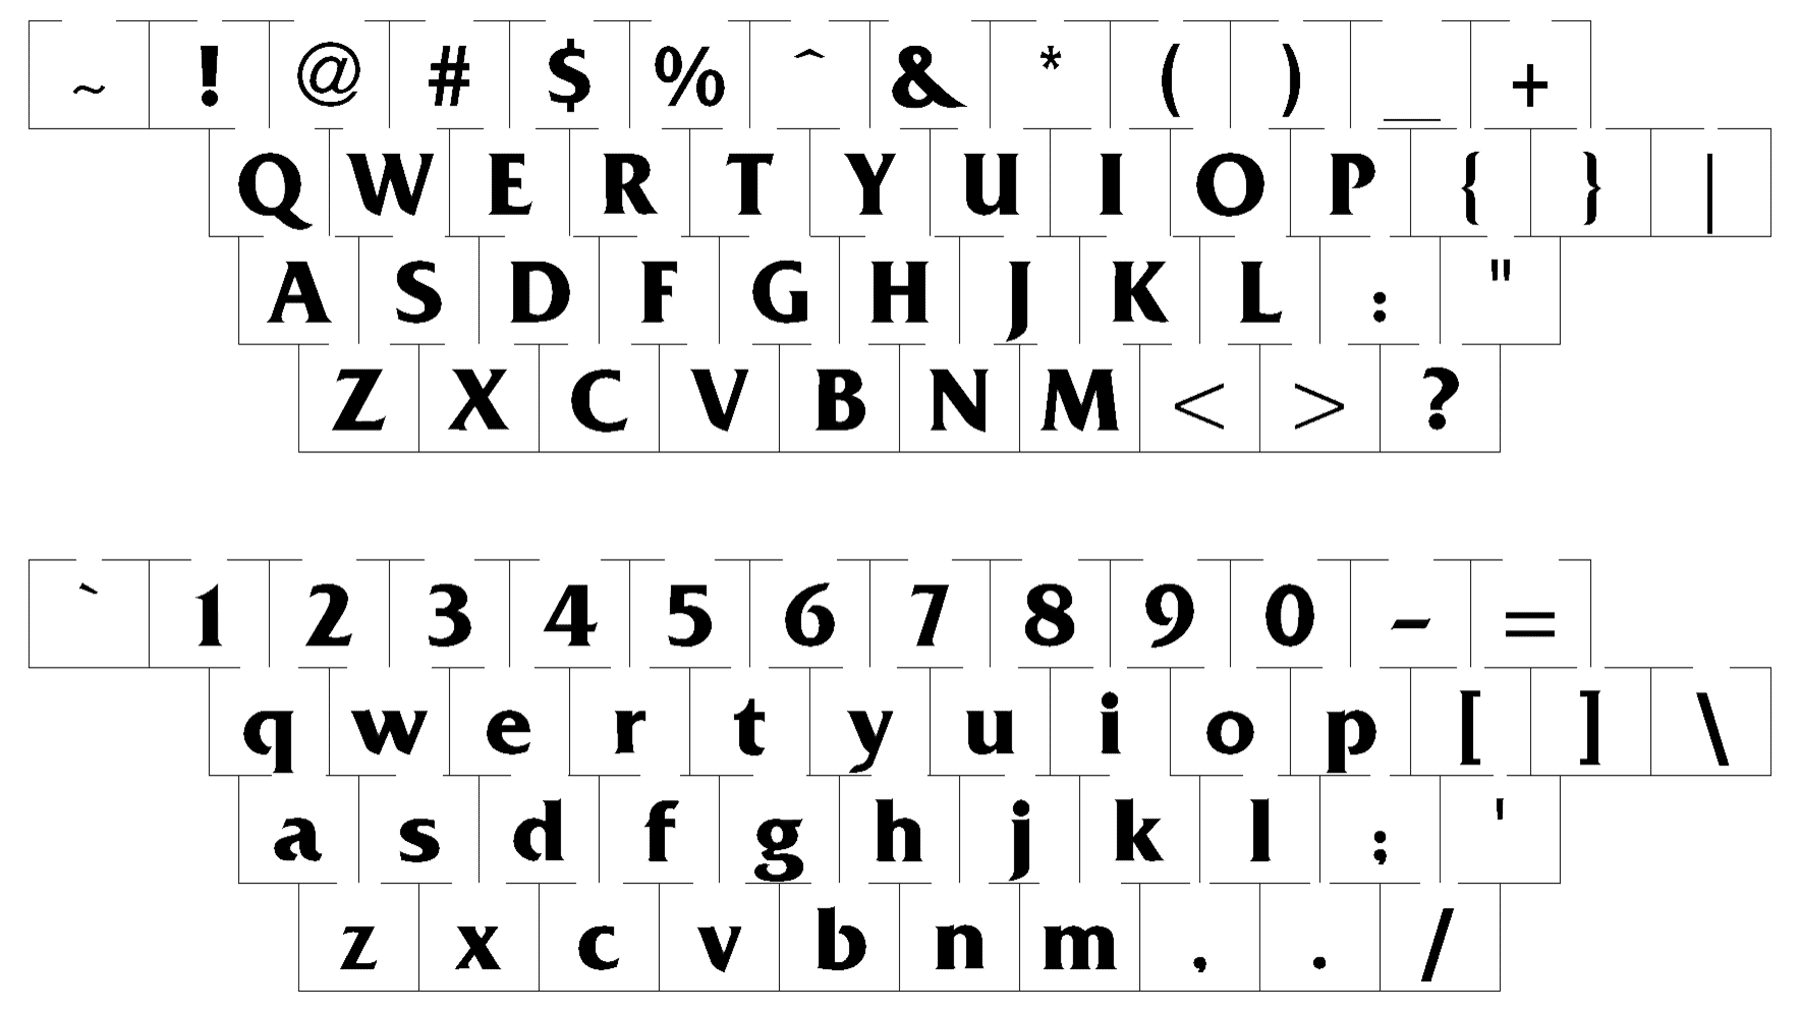 ~ ! @ # $ % ^ & * ( ) _ +
Q W E R T Y U I O P { } |
A S D F G H J K L : "
Z X C V B N M < > ?
` 1 2 3 4 5 6 7 8 9 0 - =
q w e r t y u i o p [ ] \
a s d f g h j k l ; '
z x c v b n m , . /